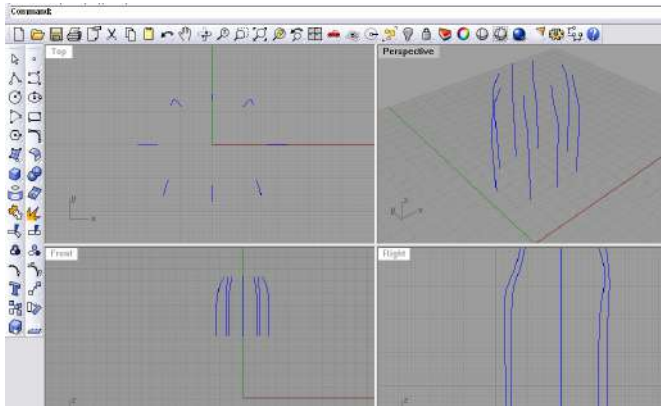 Command:
Top
Perspective
y
x
z
y x
Front
Right
z
z